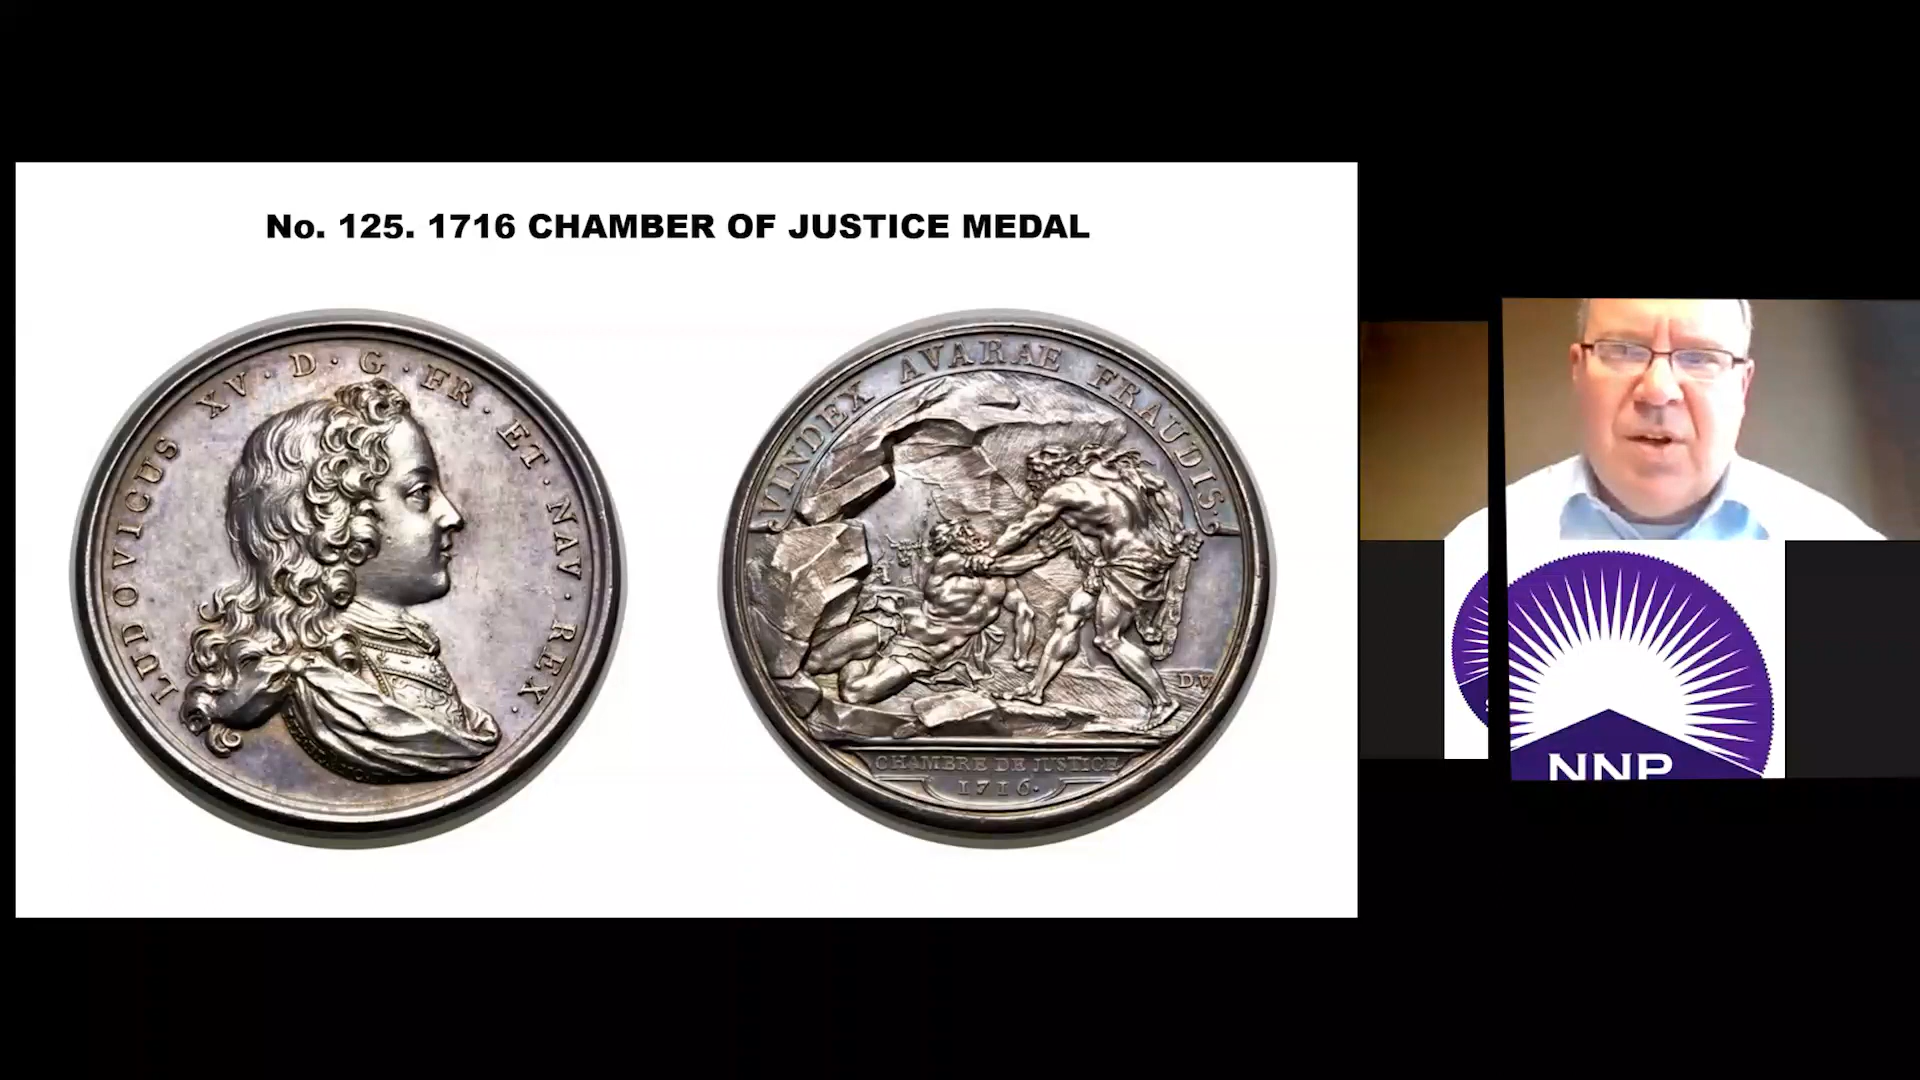 No. 125. 1716 CHAMBER OF JUSTICE MEDAL
LUDOVICUS XV · D · G · FR · ET · NAV · REX ·
VINDEX AVARAE FRAUDIS.
D.V
CHAMBRE DE JUSTICE
1716.
NNP